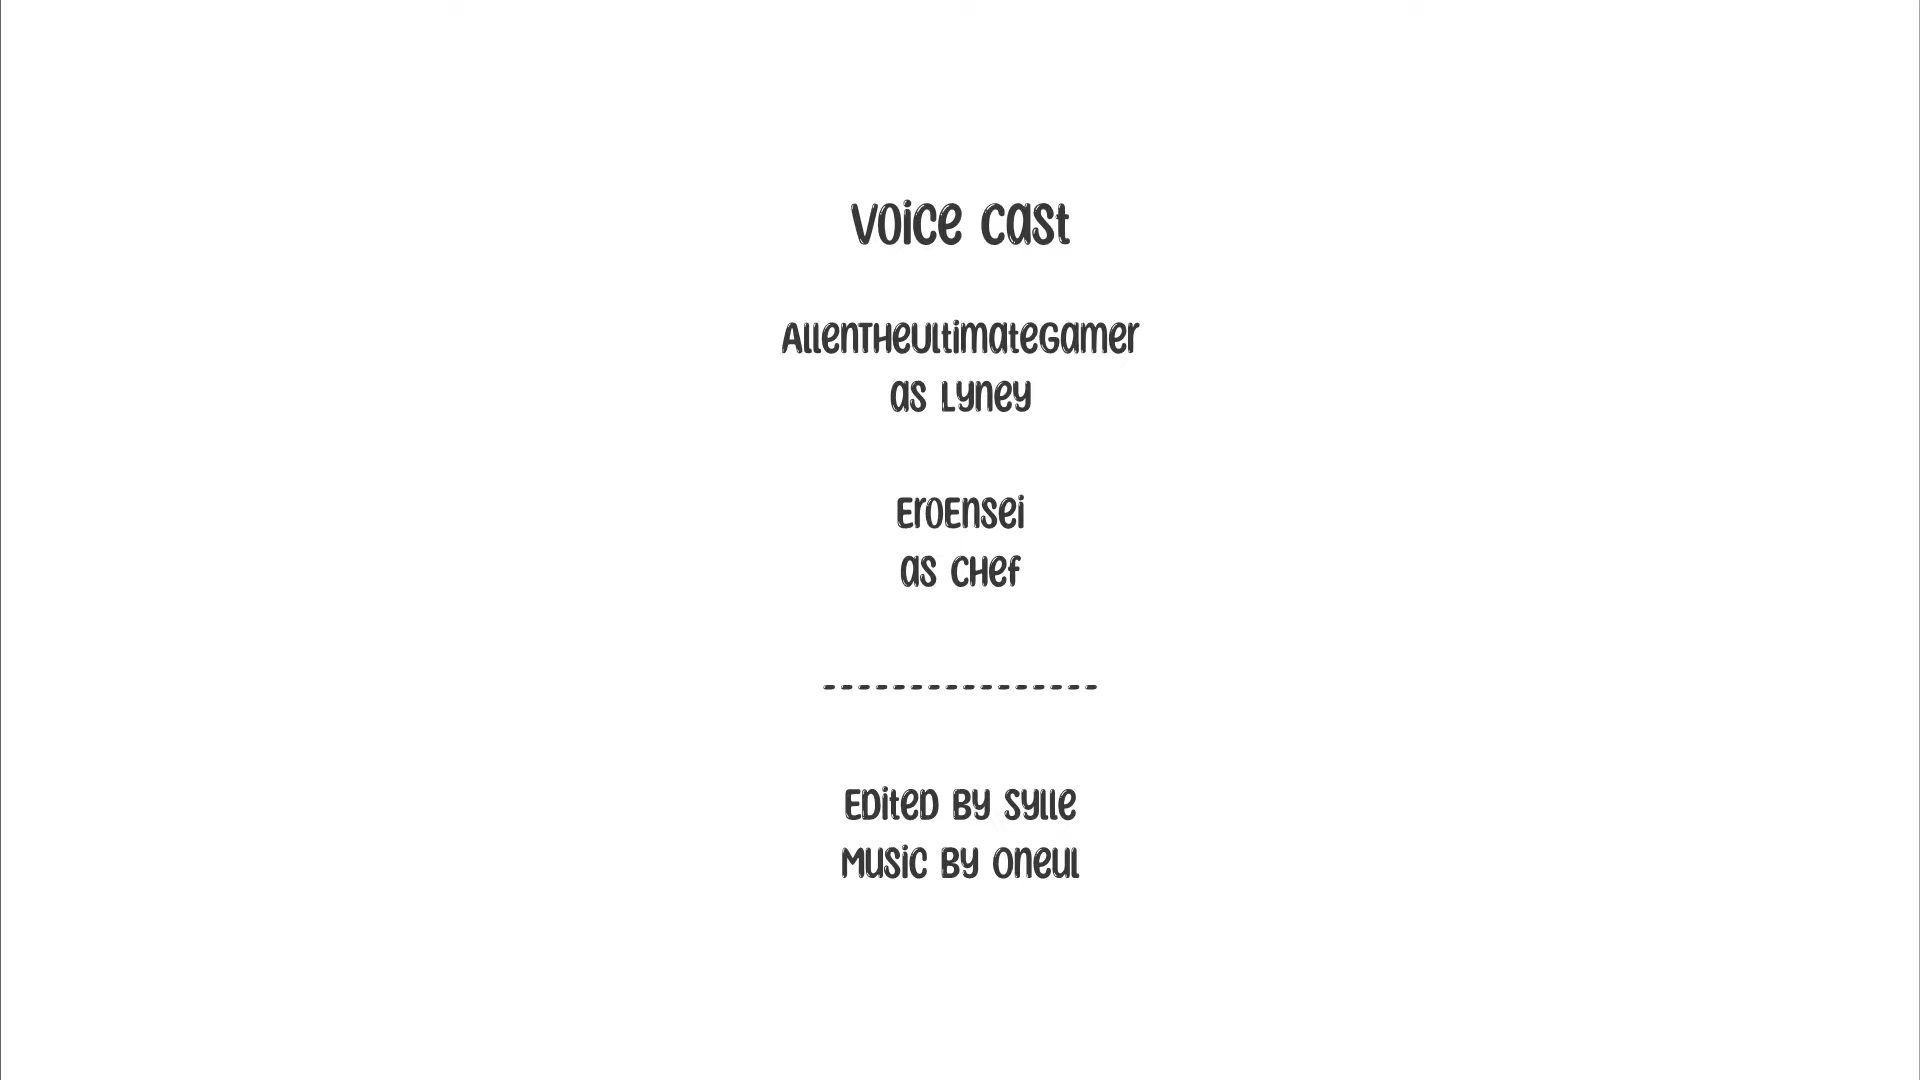 Voice Cast
AllenTheUltimateGamer
as Lyney
EroEnsei
as Chef
----------------
Edited by Sylle
Music by Oneul